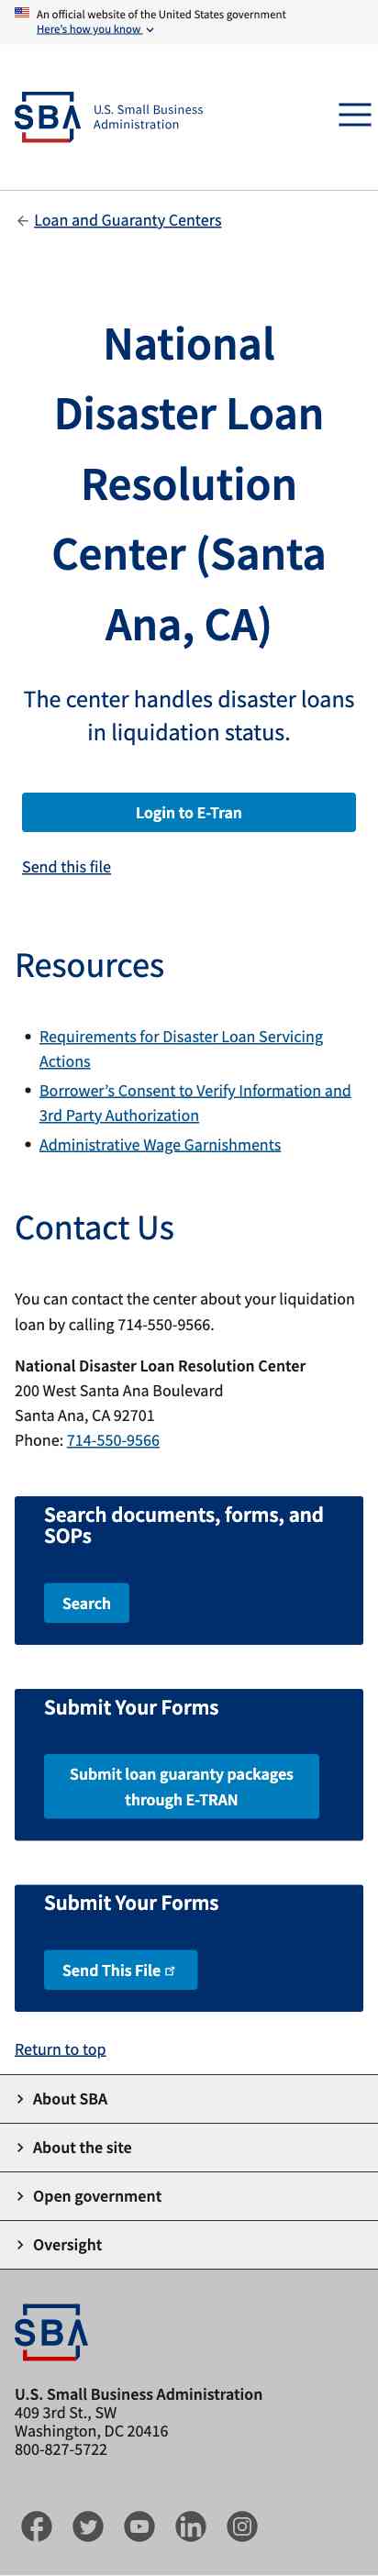 An official website of the United States government
Here's how you know
SBA
U.S. Small Business
Administration
Loan and Guaranty Centers
National
Disaster Loan
Resolution
Center (Santa
Ana, CA)
The center handles disaster loans
in liquidation status.
Login to E-Tran
Send this file
Resources
Requirements for Disaster Loan Servicing
Actions
Borrower’s Consent to Verify Information and
3rd Party Authorization
Administrative Wage Garnishments
Contact Us
You can contact the center about your liquidation
loan by calling 714-550-9566.
National Disaster Loan Resolution Center
200 West Santa Ana Boulevard
Santa Ana, CA 92701
Phone: 714-550-9566
Search documents, forms, and
SOPs
Search
Submit Your Forms
Submit loan guaranty packages
through E-TRAN
Submit Your Forms
Send This File
Return to top
About SBA
About the site
Open government
Oversight
SBA
U.S. Small Business Administration
409 3rd St., SW
Washington, DC 20416
800-827-5722